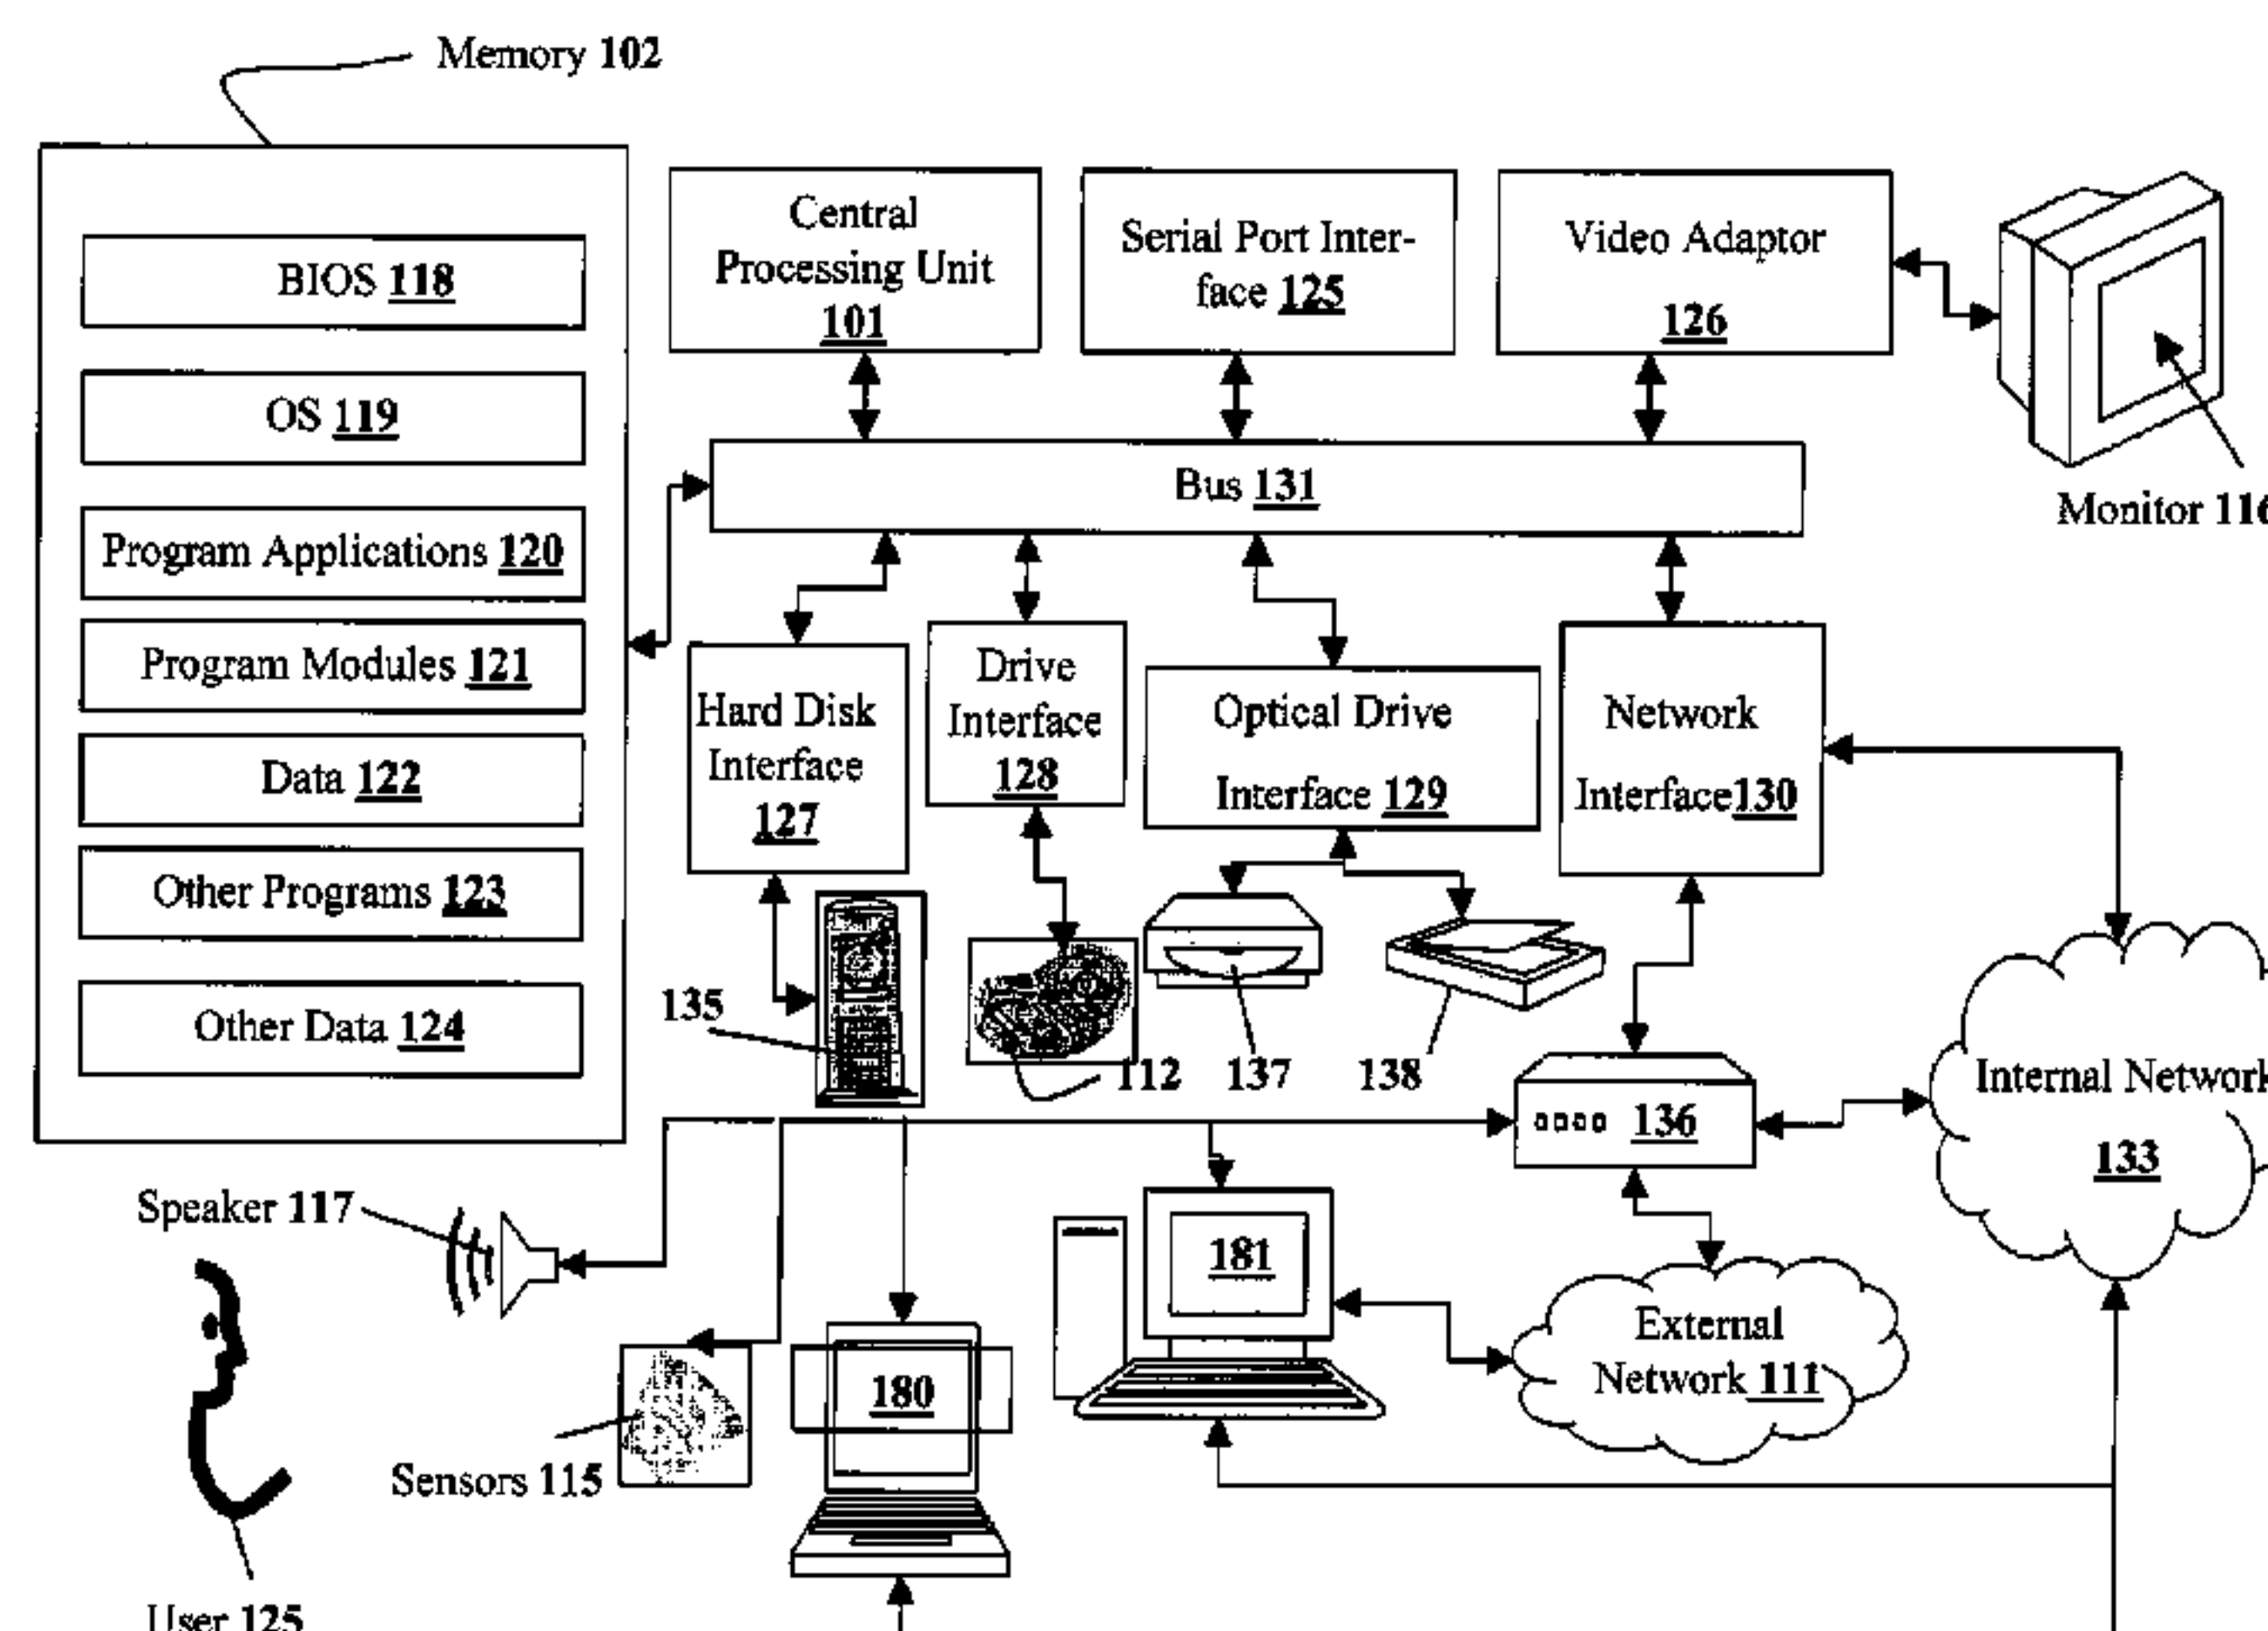 Memory 102
BIOS 118
OS 119
Program Applications 120
Program Modules 121
Data 122
Other Programs 123
Other Data 124
Central
Processing Unit
101
Serial Port Inter-
face 125
Video Adaptor
126
Monitor 116
Bus 131
Hard Disk
Interface
127
Drive
Interface
128
Optical Drive
Interface 129
Network
Interface130
135
112
137
138
136
Internal Network
133
Speaker 117
181
External
Network 111
180
Sensors 115
User 125